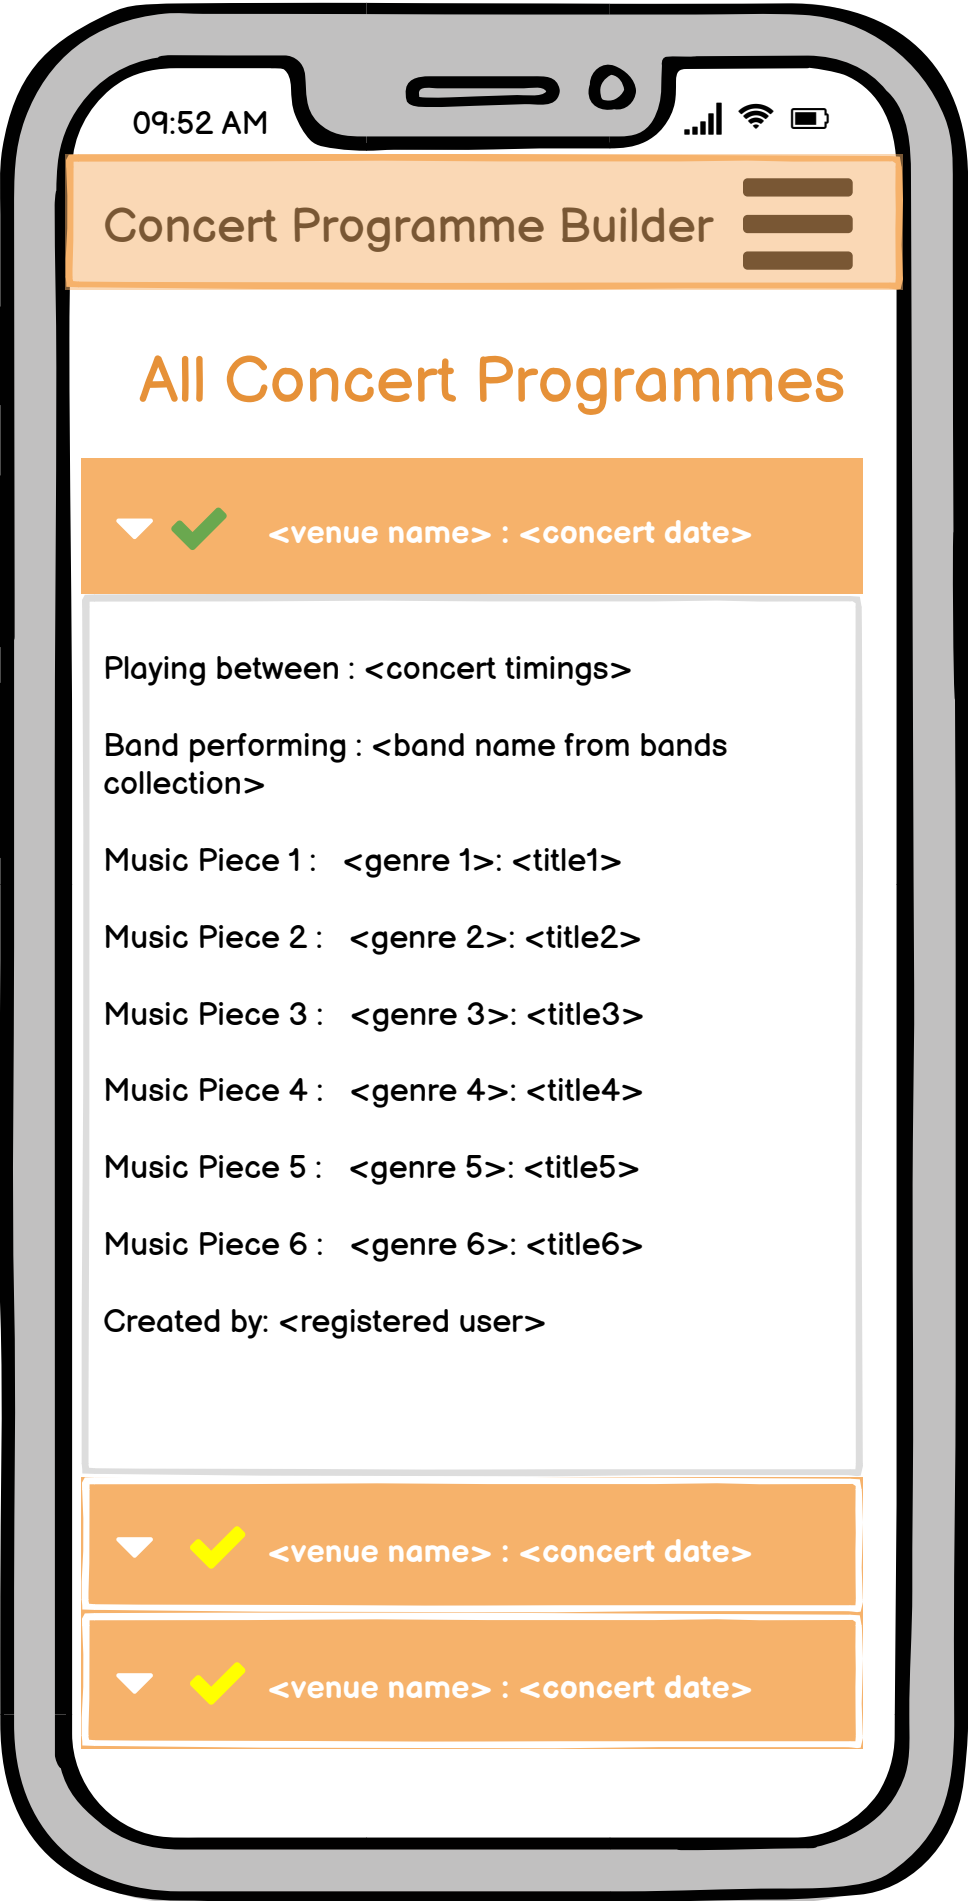 09:52 AM
Concert Programme Builder
All Concert Programmes
<venue name> : <concert date>
Playing between : <concert timings>
Band performing : <band name from bands
collection>
Music Piece 1 : <genre 1>: <title1>
Music Piece 2 : <genre 2>: <title2>
Music Piece 3 : <genre 3>: <title3>
Music Piece 4 : <genre 4>: <title4>
Music Piece 5 : <genre 5>: <title5>
Music Piece 6 : <genre 6>: <title6>
Created by: <registered user>
<venue name> : <concert date>
<venue name> : <concert date>